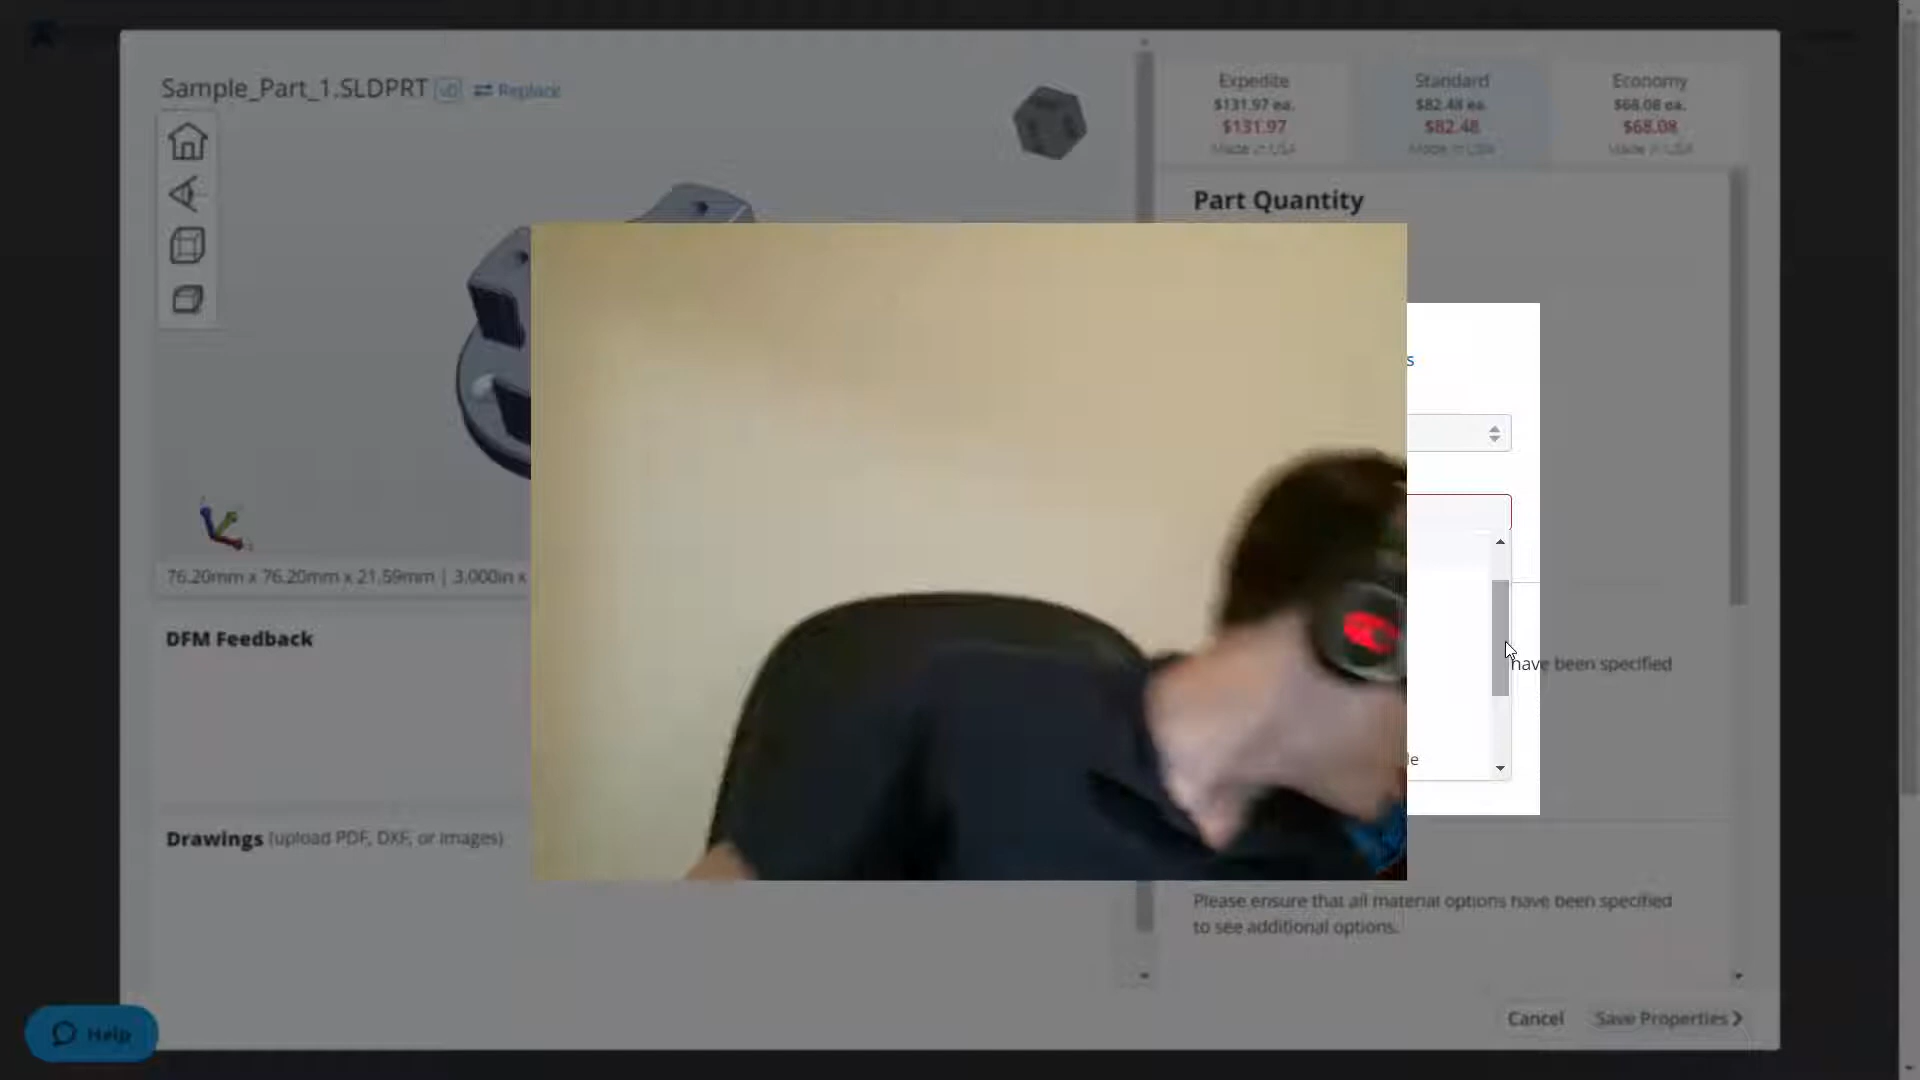 Sample_Part_1.SLDPRT v0 Replace
Expedite
$131.97 ea.
$131.97
Made in USA
Standard
$82.48 ea.
$82.48
Made in USA
Economy
$68.08 ea.
$68.08
Made in USA
Part Quantity
s
76.20mm x 76.20mm x 21.59mm | 3.000in x
DFM Feedback
have been specified
le
Drawings (upload PDF, DXF, or images)
Please ensure that all material options have been specified
to see additional options.
Help
Cancel
Save Properties